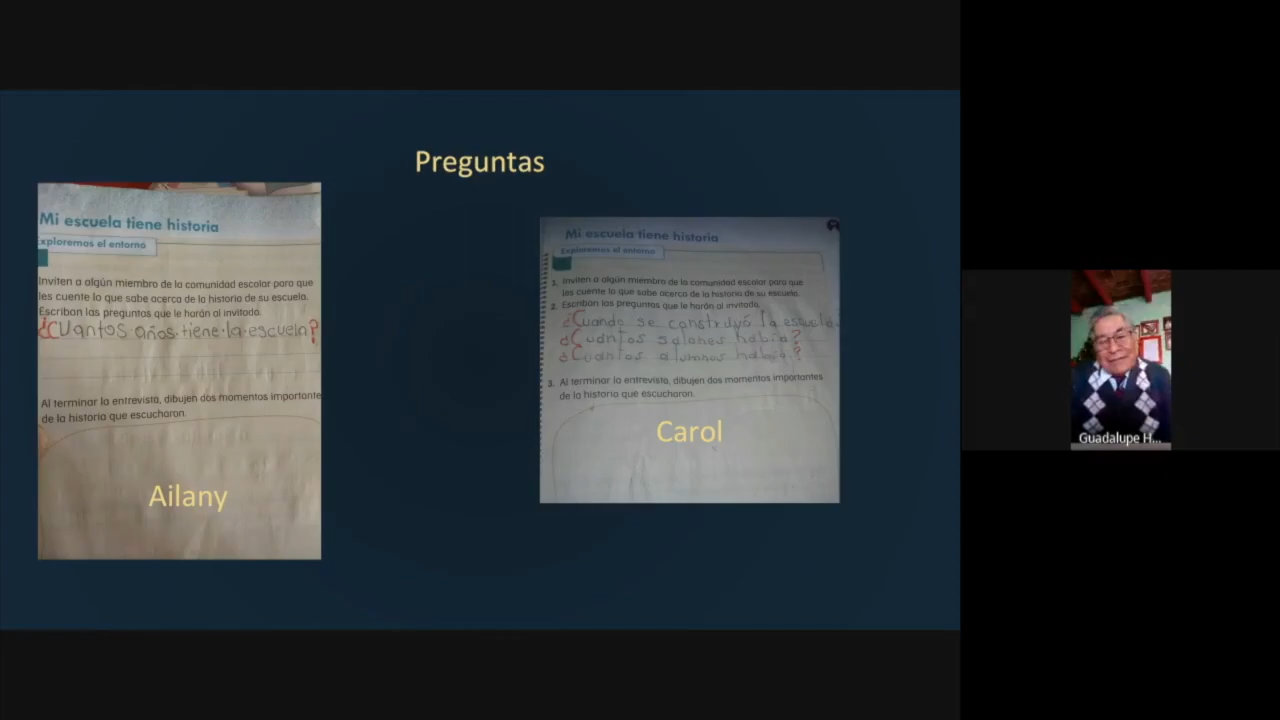 Preguntas
Mi escuela tiene historia
Exploremos el entorno
Inviten a algún miembro de la comunidad escolar para que
les cuente lo que sabe acerca de la historia de su escuela.
Escriban las preguntas que le harán al invitado.
¿Cuantos años tiene la escuela?
Al terminar la entrevista, dibujen dos momentos importante
de la historia que escucharon.
Ailany
Mi escuela tiene historia
Exploremos el entorno
1. Inviten a algún miembro de la comunidad escolar para que
les cuente lo que sabe acerca de la historia de su escuela.
2. Escriban las preguntas que le harán al invitado.
¿Cuando se construyó la escuela
¿Cuántos salones había?
¿Cuántos alumnos había?
3. Al terminar la entrevista, dibujen dos momentos importantes
de la historia que escucharon.
Carol
Guadalupe H...